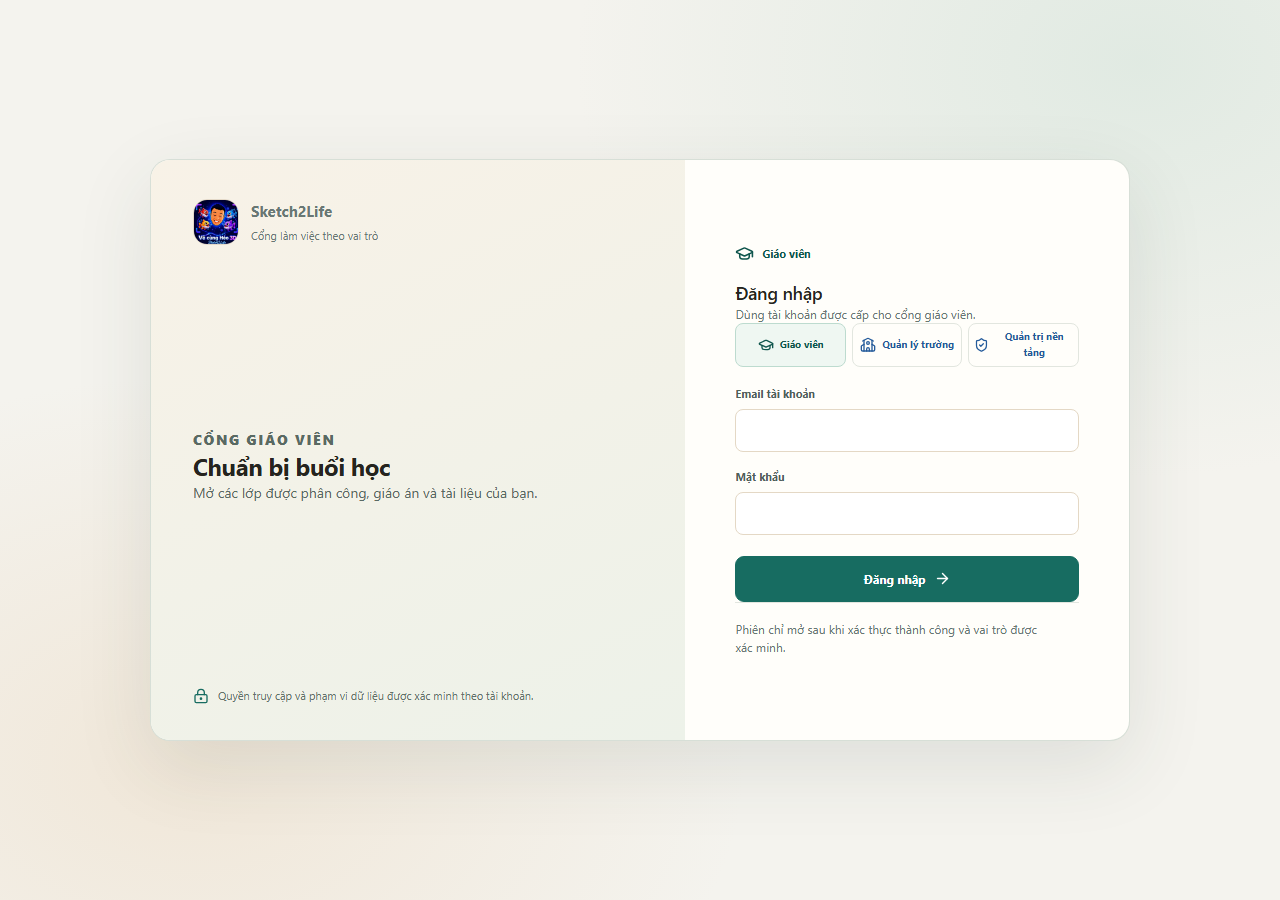 Sketch2Life
Cổng làm việc theo vai trò
CỔNG GIÁO VIÊN
Chuẩn bị buổi học
Mở các lớp được phân công, giáo án và tài liệu của bạn.
Quyền truy cập và phạm vi dữ liệu được xác minh theo tài khoản.
Giáo viên
Đăng nhập
Dùng tài khoản được cấp cho cổng giáo viên.
Giáo viên
Quản lý trường
Quản trị nền
tảng
Email tài khoản
Mật khẩu
Đăng nhập
Phiên chỉ mở sau khi xác thực thành công và vai trò được
xác minh.